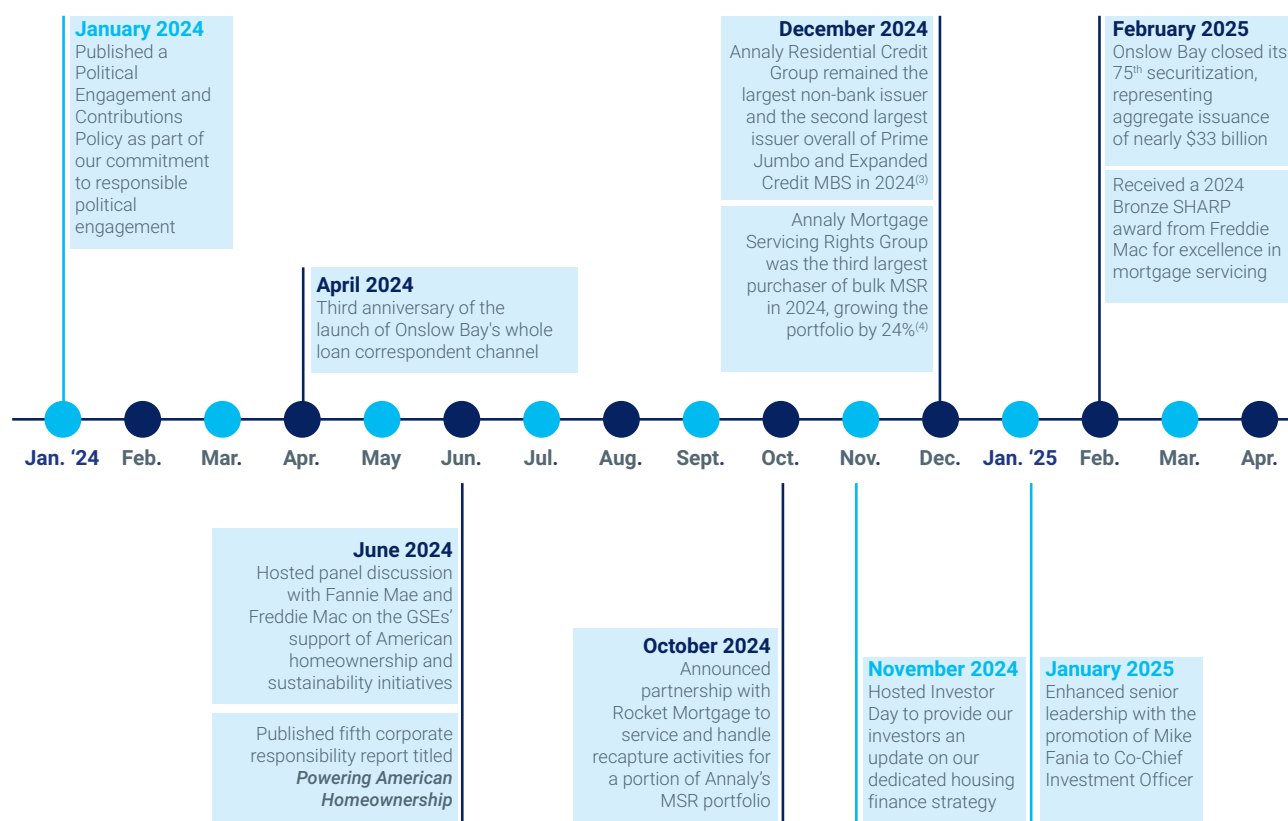 January 2024
Published a
Political
Engagement and
Contributions
Policy as part of
our commitment
to responsible
political
engagement
April 2024
Third anniversary of the
launch of Onslow Bay's whole
loan correspondent channel
December 2024
Annaly Residential Credit
Group remained the
largest non-bank issuer
and the second largest
issuer overall of Prime
Jumbo and Expanded
Credit MBS in 2024(3)
Annaly Mortgage
Servicing Rights Group
was the third largest
purchaser of bulk MSR
in 2024, growing the
portfolio by 24%(4)
February 2025
Onslow Bay closed its
75th securitization,
representing
aggregate issuance
of nearly $33 billion
Received a 2024
Bronze SHARP
award from Freddie
Mac for excellence in
mortgage servicing
Jan. ‘24 Feb. Mar. Apr. May Jun. Jul. Aug. Sept. Oct. Nov. Dec. Jan. ‘25 Feb. Mar. Apr.
June 2024
Hosted panel discussion
with Fannie Mae and
Freddie Mac on the GSEs’
support of American
homeownership and
sustainability initiatives
Published fifth corporate
responsibility report titled
Powering American
Homeownership
October 2024
Announced
partnership with
Rocket Mortgage to
service and handle
recapture activities for
a portion of Annaly’s
MSR portfolio
November 2024
Hosted Investor
Day to provide our
investors an
update on our
dedicated housing
finance strategy
January 2025
Enhanced senior
leadership with the
promotion of Mike
Fania to Co-Chief
Investment Officer